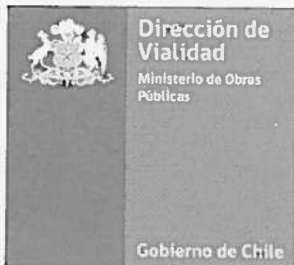 Dirección de
Vialidad
Ministerio de Obras
Públicas
Gobierno de Chile